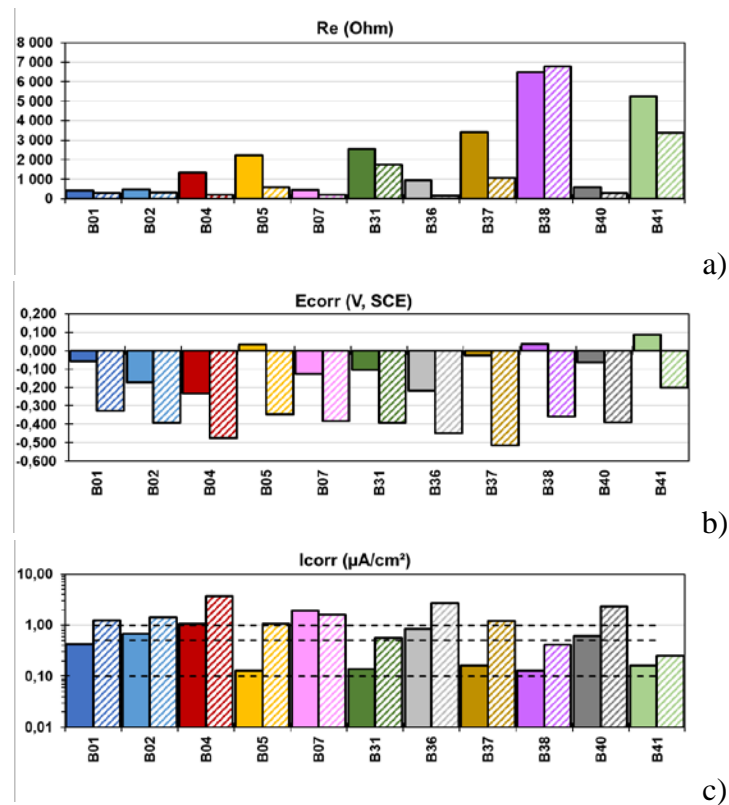 Re (Ohm)
8 000
7 000
6 000
5 000
4 000
3 000
2 000
1 000
0
B01 B02 B04 B05 B07 B31 B36 B37 B38 B40 B41
a)
Ecorr (V, SCE)
0,200
0,100
0,000
-0,100
-0,200
-0,300
-0,400
-0,500
-0,600
B01 B02 B04 B05 B07 B31 B36 B37 B38 B40 B41
b)
Icorr (µA/cm²)
10,00
1,00
0,10
0,01
B01 B02 B04 B05 B07 B31 B36 B37 B38 B40 B41
c)